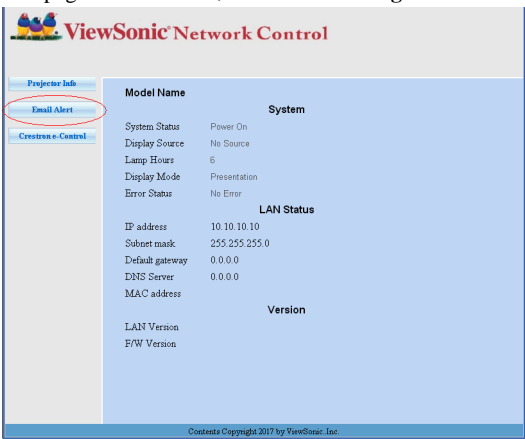 ViewSonic® Network Control
Projector Info
Email Alert
Crestron e-Control
Model Name
System
System Status Power On
Display Source No Source
Lamp Hours 6
Display Mode Presentation
Error Status No Error
LAN Status
IP address 10.10.10.10
Subnet mask 255.255.255.0
Default gateway 0.0.0.0
DNS Server 0.0.0.0
MAC address
Version
LAN Version
F/W Version
Contents Copyright 2017 by ViewSonic .Inc.